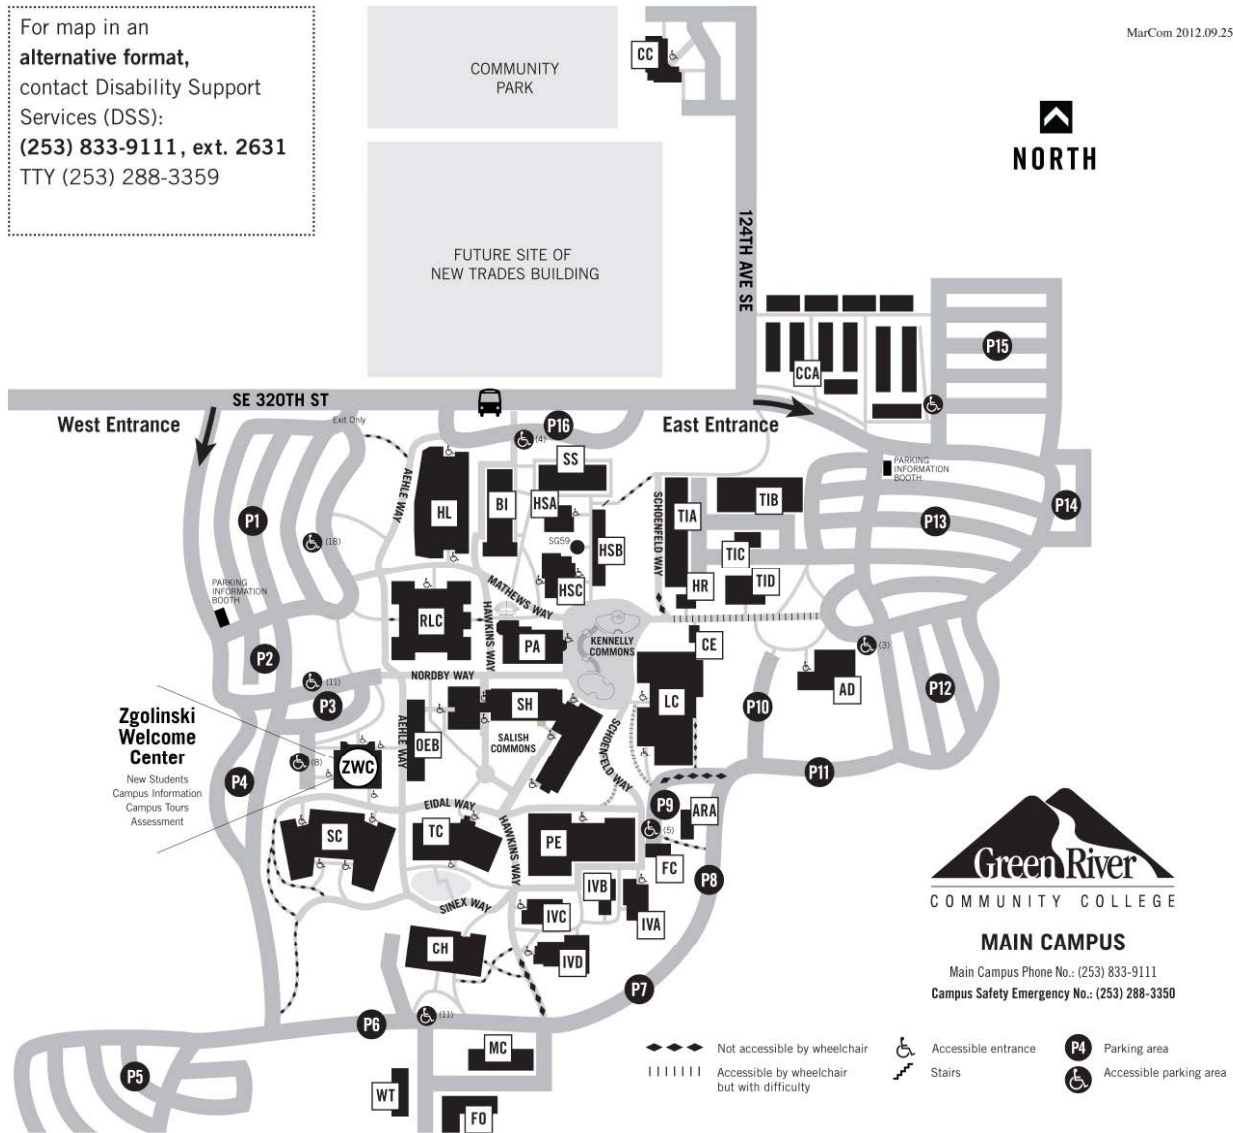 For map in an
alternative format,
contact Disability Support
Services (DSS):
(253) 833-9111, ext. 2631
TTY (253) 288-3359
MarCom 2012.09.25
NORTH
COMMUNITY
PARK
CC
FUTURE SITE OF
NEW TRADES BUILDING
124TH AVE SE
P15
CCA
SE 320TH ST
West Entrance
Exit Only
East Entrance
P16
(4)
SS
PARKING
INFORMATION
BOOTH
P14
P13
P1
(18)
AEHLE WAY
HL
BI
HSA
SG59
HSB
HSC
SCHOENFELD WAY
TIA
TIB
TIC
TID
HR
PARKING
INFORMATION
BOOTH
MATHEWS WAY
HAWKINS WAY
RLC
PA
KENNELLY
COMMONS
CE
(3)
P2
(11)
P3
NORDBY WAY
AD
P12
P10
LC
SH
SALISH
COMMONS
OEB
AEHLE WAY
SCHOENFELD WAY
Zgolinski
Welcome
Center
New Students
Campus Information
Campus Tours
Assessment
ZWC
(8)
P4
P11
EIDAL WAY
HAWKINS WAY
P9
ARA
(5)
SC
TC
PE
FC
P8
IVB
IVC
IVA
SINEX WAY
CH
IVD
P7
P6
(11)
P5
MC
WT
FO
Green River
COMMUNITY COLLEGE
MAIN CAMPUS
Main Campus Phone No.: (253) 833-9111
Campus Safety Emergency No.: (253) 288-3350
Not accessible by wheelchair
Accessible by wheelchair
but with difficulty
Accessible entrance
Stairs
P4
Parking area
Accessible parking area